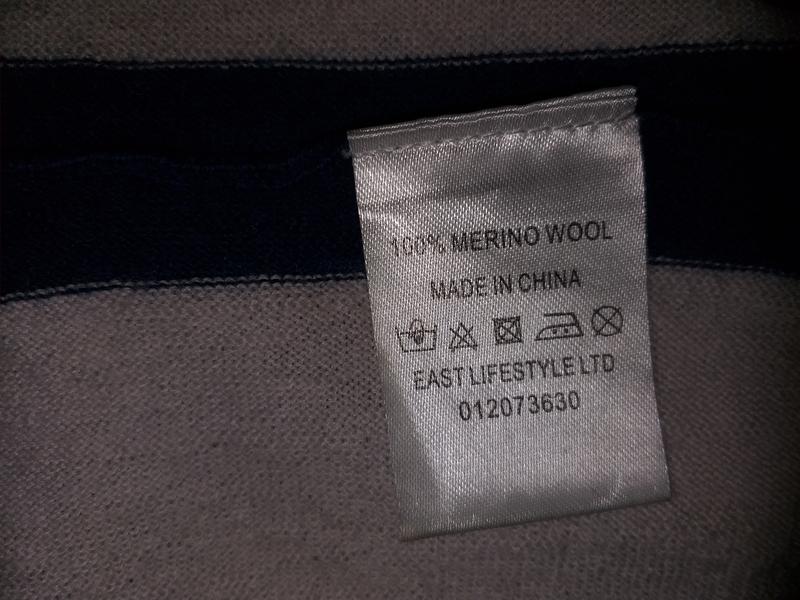 100% MERINO WOOL
MADE IN CHINA
EAST LIFESTYLE LTD
012073630